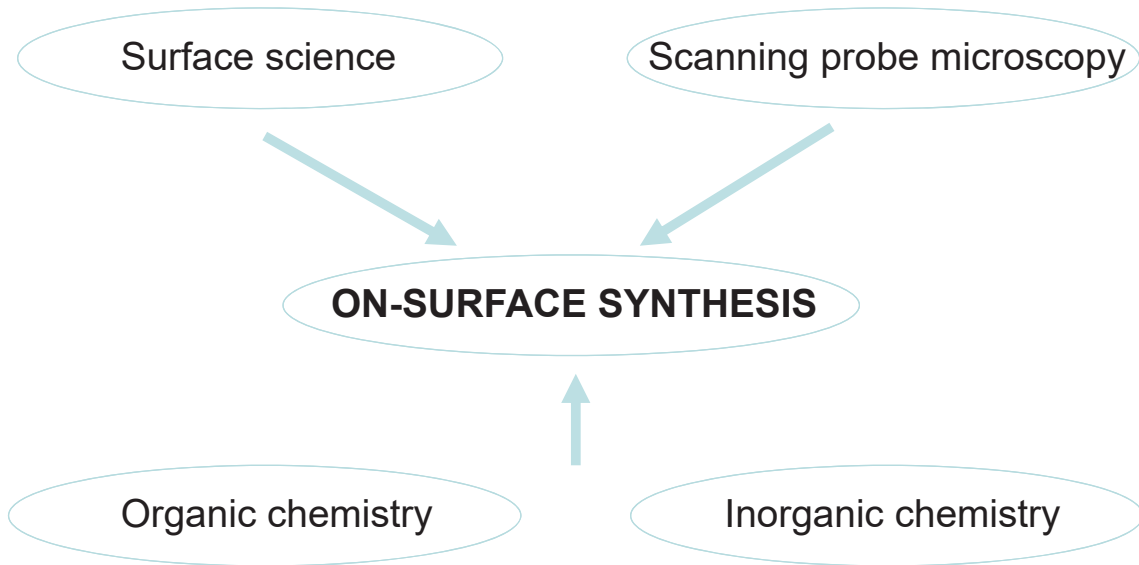 Surface science
Scanning probe microscopy
ON-SURFACE SYNTHESIS
Organic chemistry
Inorganic chemistry